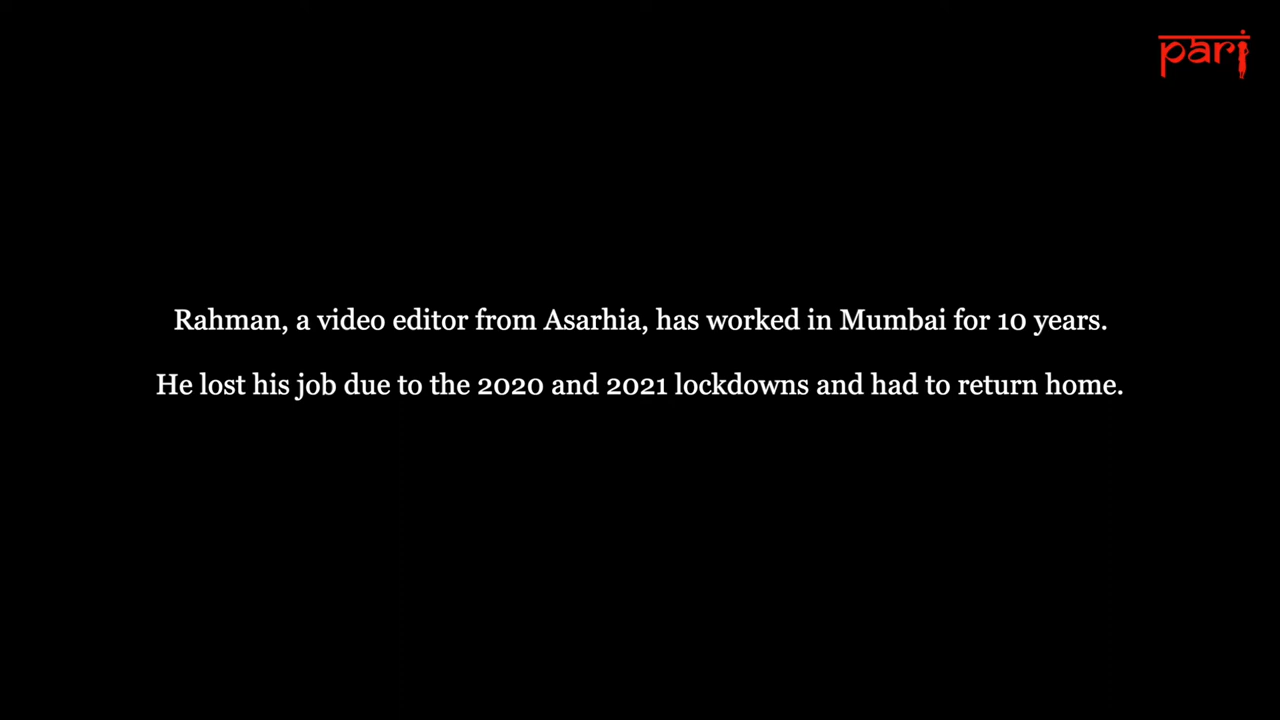 pari
Rahman, a video editor from Asarhia, has worked in Mumbai for 10 years.
He lost his job due to the 2020 and 2021 lockdowns and had to return home.